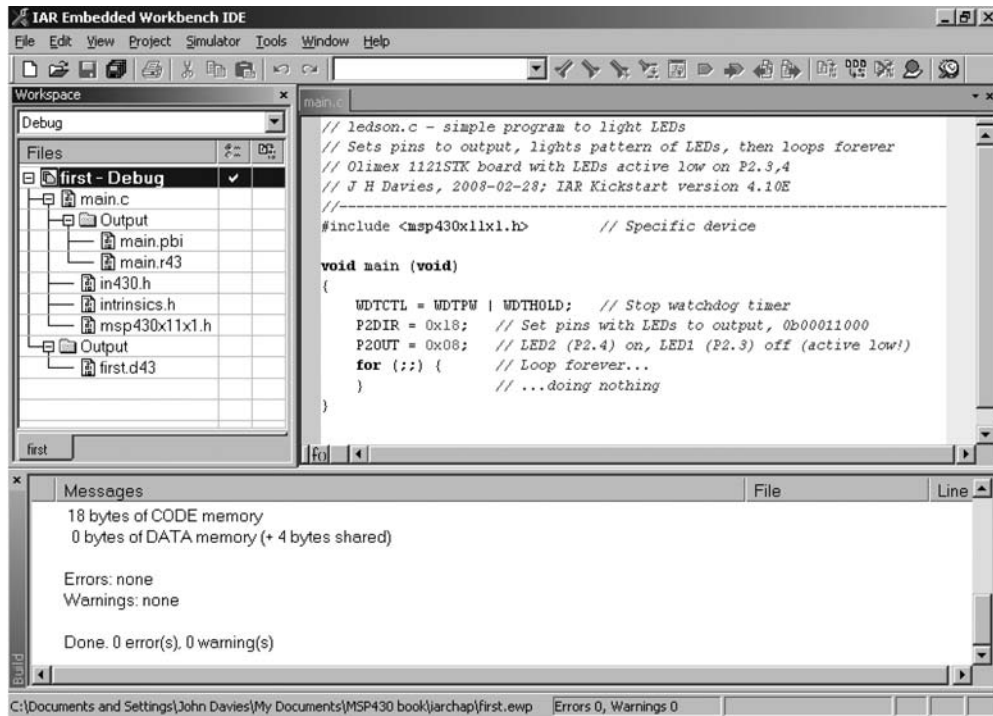 IAR Embedded Workbench IDE
File Edit View Project Simulator Tools Window Help
Workspace
Debug
Files
first - Debug
main.c
Output
main.pbi
main.r43
in430.h
intrinsics.h
msp430x11x1.h
Output
first.d43
first
main.c
// ledson.c - simple program to light LEDs
// Sets pins to output, lights pattern of LEDs, then loops forever
// Olimex 1121STK board with LEDs active low on P2.3,4
// J H Davies, 2008-02-28; IAR Kickstart version 4.10E
//----------------------------------------------------------------------
#include <msp430x11x1.h> // Specific device
void main (void)
{
WDTCTL = WDTPW | WDTHOLD; // Stop watchdog timer
P2DIR = 0x18; // Set pins with LEDs to output, 0b00011000
P2OUT = 0x08; // LED2 (P2.4) on, LED1 (P2.3) off (active low!)
for (;;) { // Loop forever...
} // ...doing nothing
}
fo
Messages File Line
18 bytes of CODE memory
0 bytes of DATA memory (+ 4 bytes shared)
Errors: none
Warnings: none
Done. 0 error(s), 0 warning(s)
Build
C:\Documents and Settings\John Davies\My Documents\MSP430 book\iarchap\first.ewp Errors 0, Warnings 0